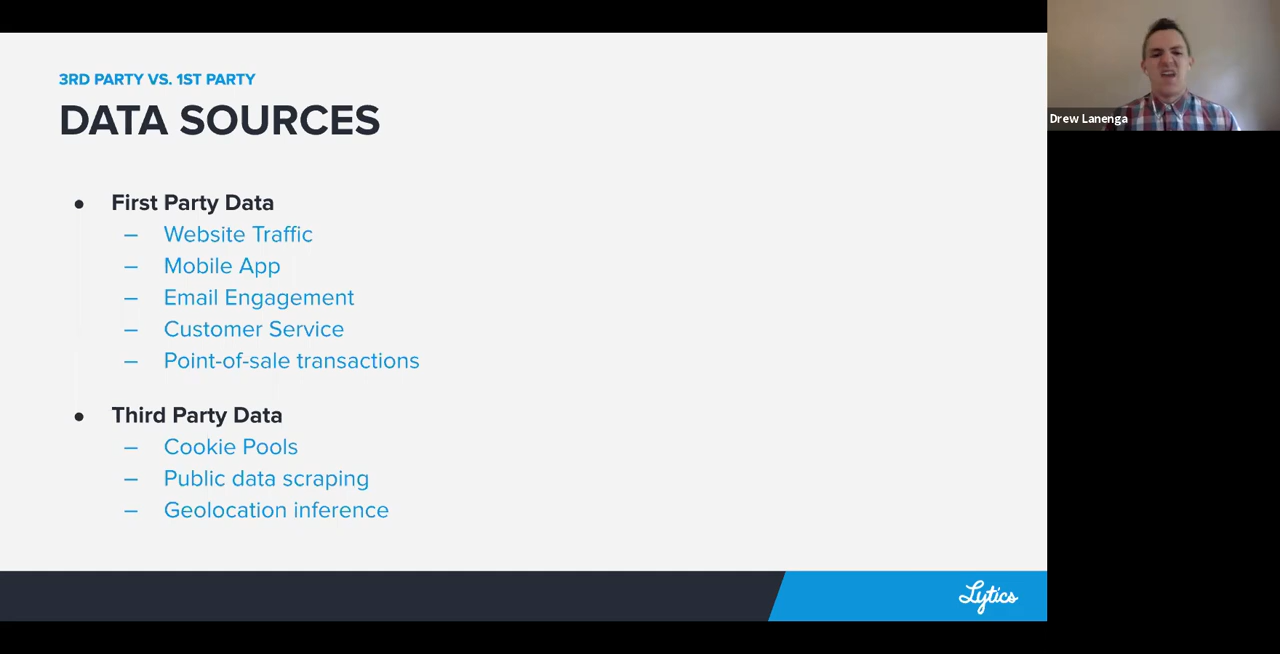 3RD PARTY VS. 1ST PARTY
DATA SOURCES
● First Party Data
– Website Traffic
– Mobile App
– Email Engagement
– Customer Service
– Point-of-sale transactions
● Third Party Data
– Cookie Pools
– Public data scraping
– Geolocation inference
Lytics
Drew Lanenga